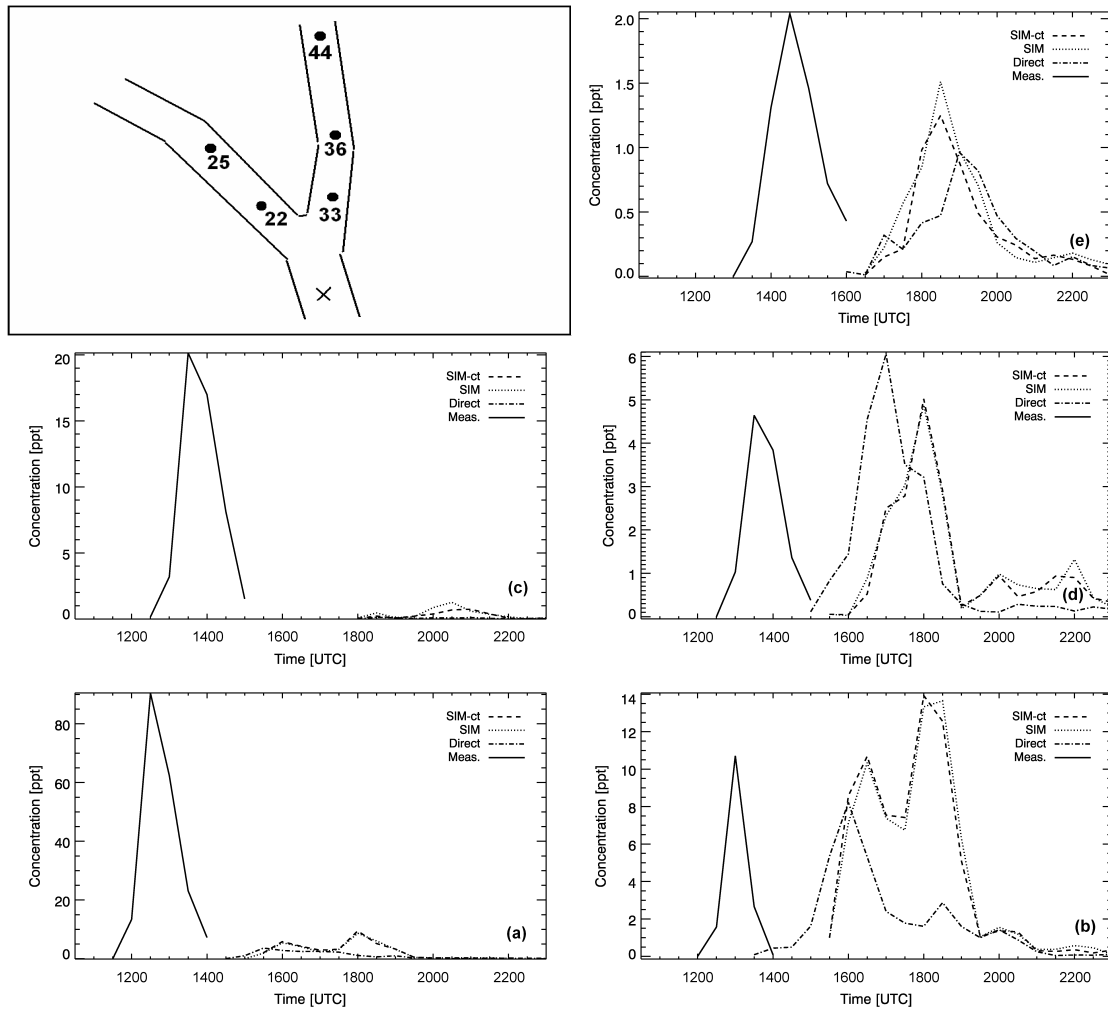 44
36
25
33
22
2.0
1.5
1.0
0.5
0.0
Concentration [ppt]
SIM-ct
SIM
Direct
Meas.
(e)
1200 1400 1600 1800 2000 2200
Time [UTC]
20
15
10
5
0
Concentration [ppt]
SIM-ct
SIM
Direct
Meas.
(c)
1200 1400 1600 1800 2000 2200
Time [UTC]
6
5
4
3
2
1
0
Concentration [ppt]
SIM-ct
SIM
Direct
Meas.
(d)
1200 1400 1600 1800 2000 2200
Time [UTC]
80
60
40
20
0
Concentration [ppt]
SIM-ct
SIM
Direct
Meas.
(a)
1200 1400 1600 1800 2000 2200
Time [UTC]
14
12
10
8
6
4
2
0
Concentration [ppt]
SIM-ct
SIM
Direct
Meas.
(b)
1200 1400 1600 1800 2000 2200
Time [UTC]